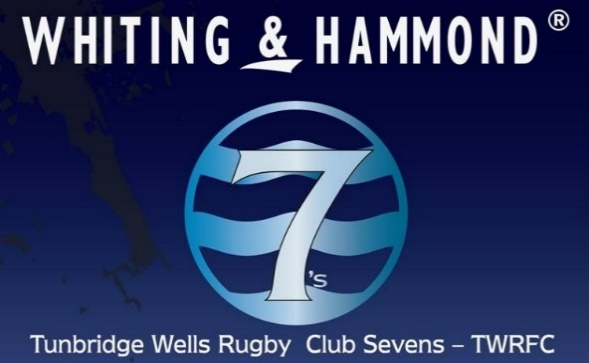 WHITING & HAMMOND®
7's
Tunbridge Wells Rugby Club Sevens – TWRFC